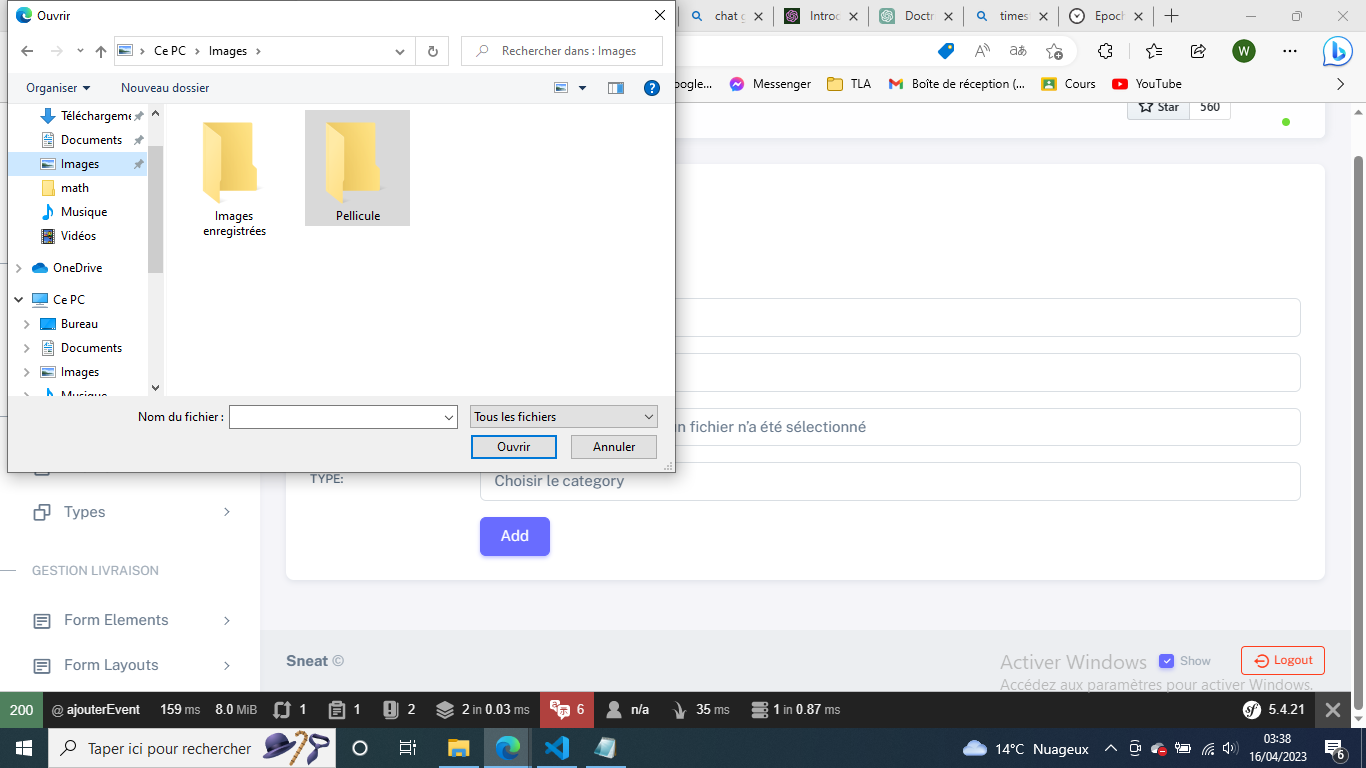 Ouvrir
chat g
Introc
Doctr
times
Epoch
Ce PC
Images
Rechercher dans : Images
W
Organiser
Nouveau dossier
oogle...
Messenger
TLA
Boîte de réception (...
Cours
YouTube
Téléchargeme
Documents
Images
math
Musique
Vidéos
OneDrive
Ce PC
Bureau
Documents
Images
Musique
Images
enregistrées
Pellicule
Star
560
Nom du fichier :
Tous les fichiers
Ouvrir
Annuler
un fichier n'a été sélectionné
TYPE:
Choisir le category
Add
Types
GESTION LIVRAISON
Form Elements
Form Layouts
Sneat ©
Activer Windows
Accédez aux paramètres pour activer Windows.
Show
Logout
200
@ ajouterEvent
159 ms
8.0 MiB
1
1
2
2 in 0.03 ms
6
n/a
35 ms
1 in 0.87 ms
5.4.21
Taper ici pour rechercher
14°C Nuageux
03:38
16/04/2023
6